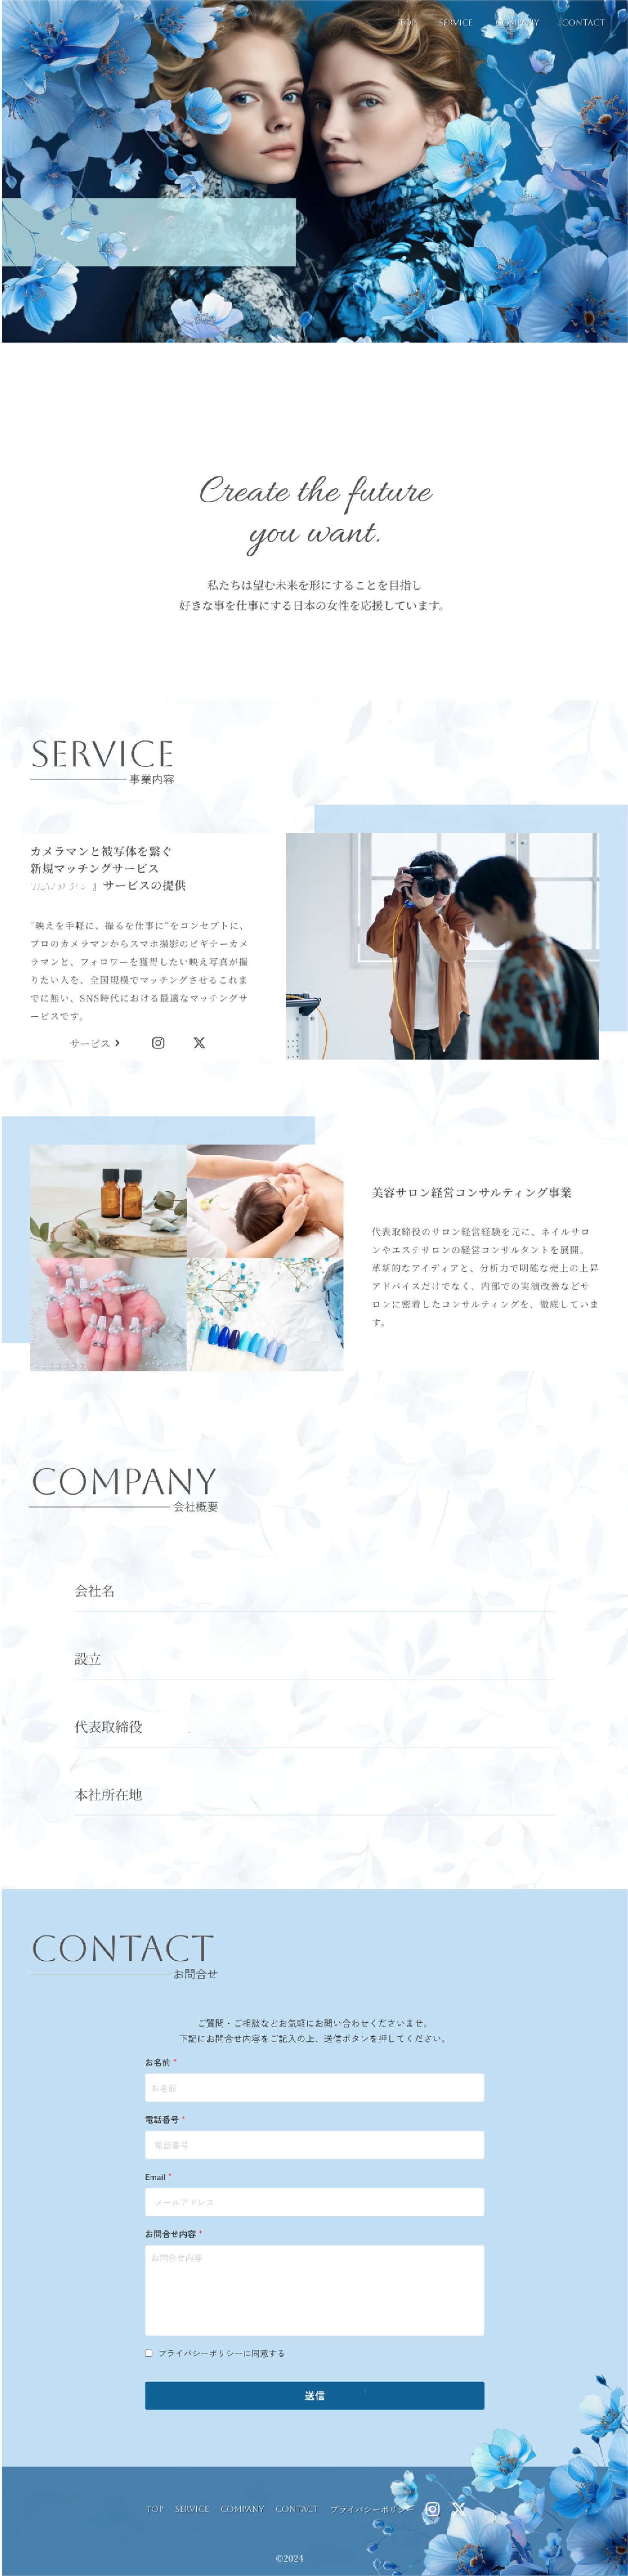 TOP SERVICE COMPANY CONTACT
Create the future
you want.
私たちは望む未来を形にすることを目指し
好きな事を仕事にする日本の女性を応援しています。
SERVICE
事業内容
カメラマンと被写体を繋ぐ
新規マッチングサービス
』サービスの提供
"映えを手軽に、撮るを仕事に"をコンセプトに、
プロのカメラマンからスマホ撮影のビギナーカメ
ラマンと、フォロワーを獲得したい映え写真が撮
りたい人を、全国規模でマッチングさせるこれま
でに無い、SNS時代における最適なマッチングサ
ービスです。
サービス
美容サロン経営コンサルティング事業
代表取締役のサロン経営経験を元に、ネイルサロ
ンやエステサロンの経営コンサルタントを展開。
革新的なアイディアと、分析力で明確な売上の上昇
アドバイスだけでなく、内部での実演改善などサ
ロンに密着したコンサルティングを、徹底していま
す。
COMPANY
会社概要
会社名
設立
代表取締役
本社所在地
CONTACT
お問合せ
ご質問・ご相談などお気軽にお問い合わせくださいませ。
下記にお問合せ内容をご記入の上、送信ボタンを押してください。
お名前 *
お名前
電話番号 *
電話番号
Email *
メールアドレス
お問合せ内容 *
お問合せ内容
プライバシーポリシーに同意する
送信
TOP SERVICE COMPANY CONTACT プライバシーポリシー
©2024